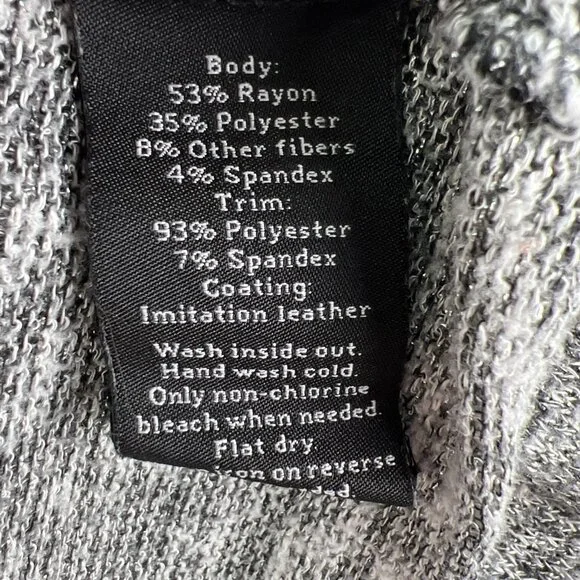 Body:
53% Rayon
35% Polyester
8% Other fibers
4% Spandex
Trim:
93% Polyester
7% Spandex
Coating:
Imitation leather
Wash inside out.
Hand wash cold.
Only non-chlorine
bleach when needed.
Flat dry
on reverse